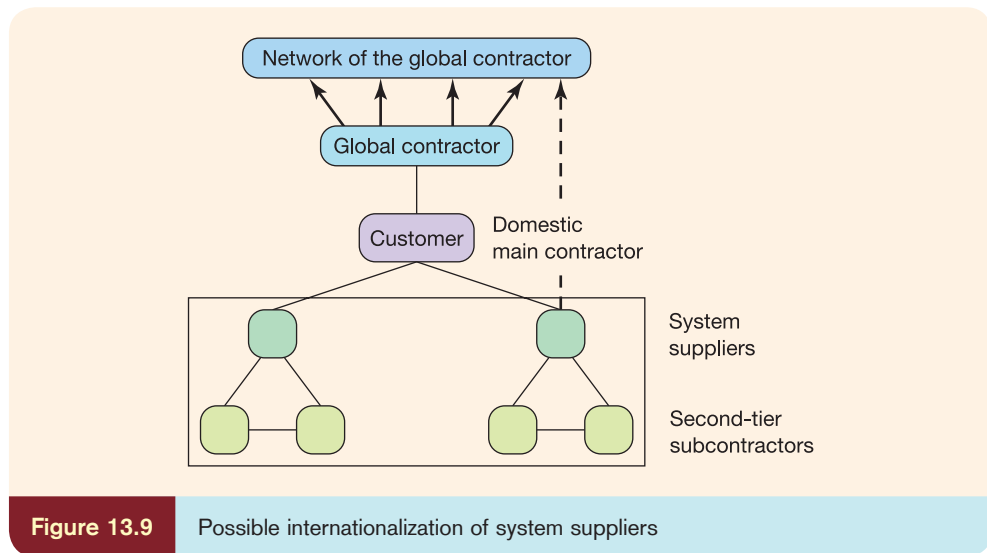 Network of the global contractor
Global contractor
Customer
Domestic
main contractor
System
suppliers
Second-tier
subcontractors
Figure 13.9
Possible internationalization of system suppliers